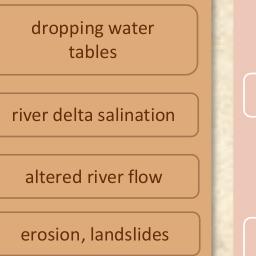 dropping water
tables
river delta salination
altered river flow
erosion, landslides